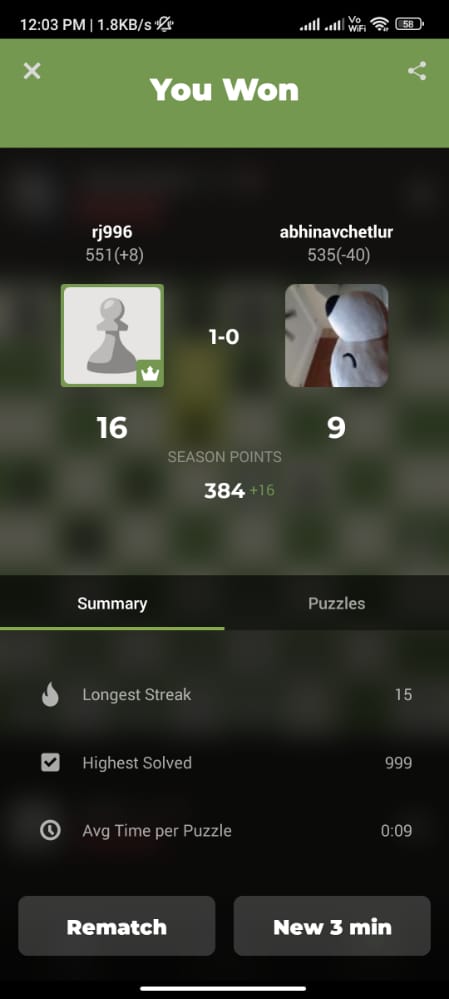 12:03 PM | 1.8KB/s
Vo
WiFi
58
You Won
rj996
abhinavchetlur
551(+8)
535(-40)
1-0
16
9
SEASON POINTS
384 +16
Summary
Puzzles
Longest Streak
15
Highest Solved
999
Avg Time per Puzzle
0:09
Rematch
New 3 min